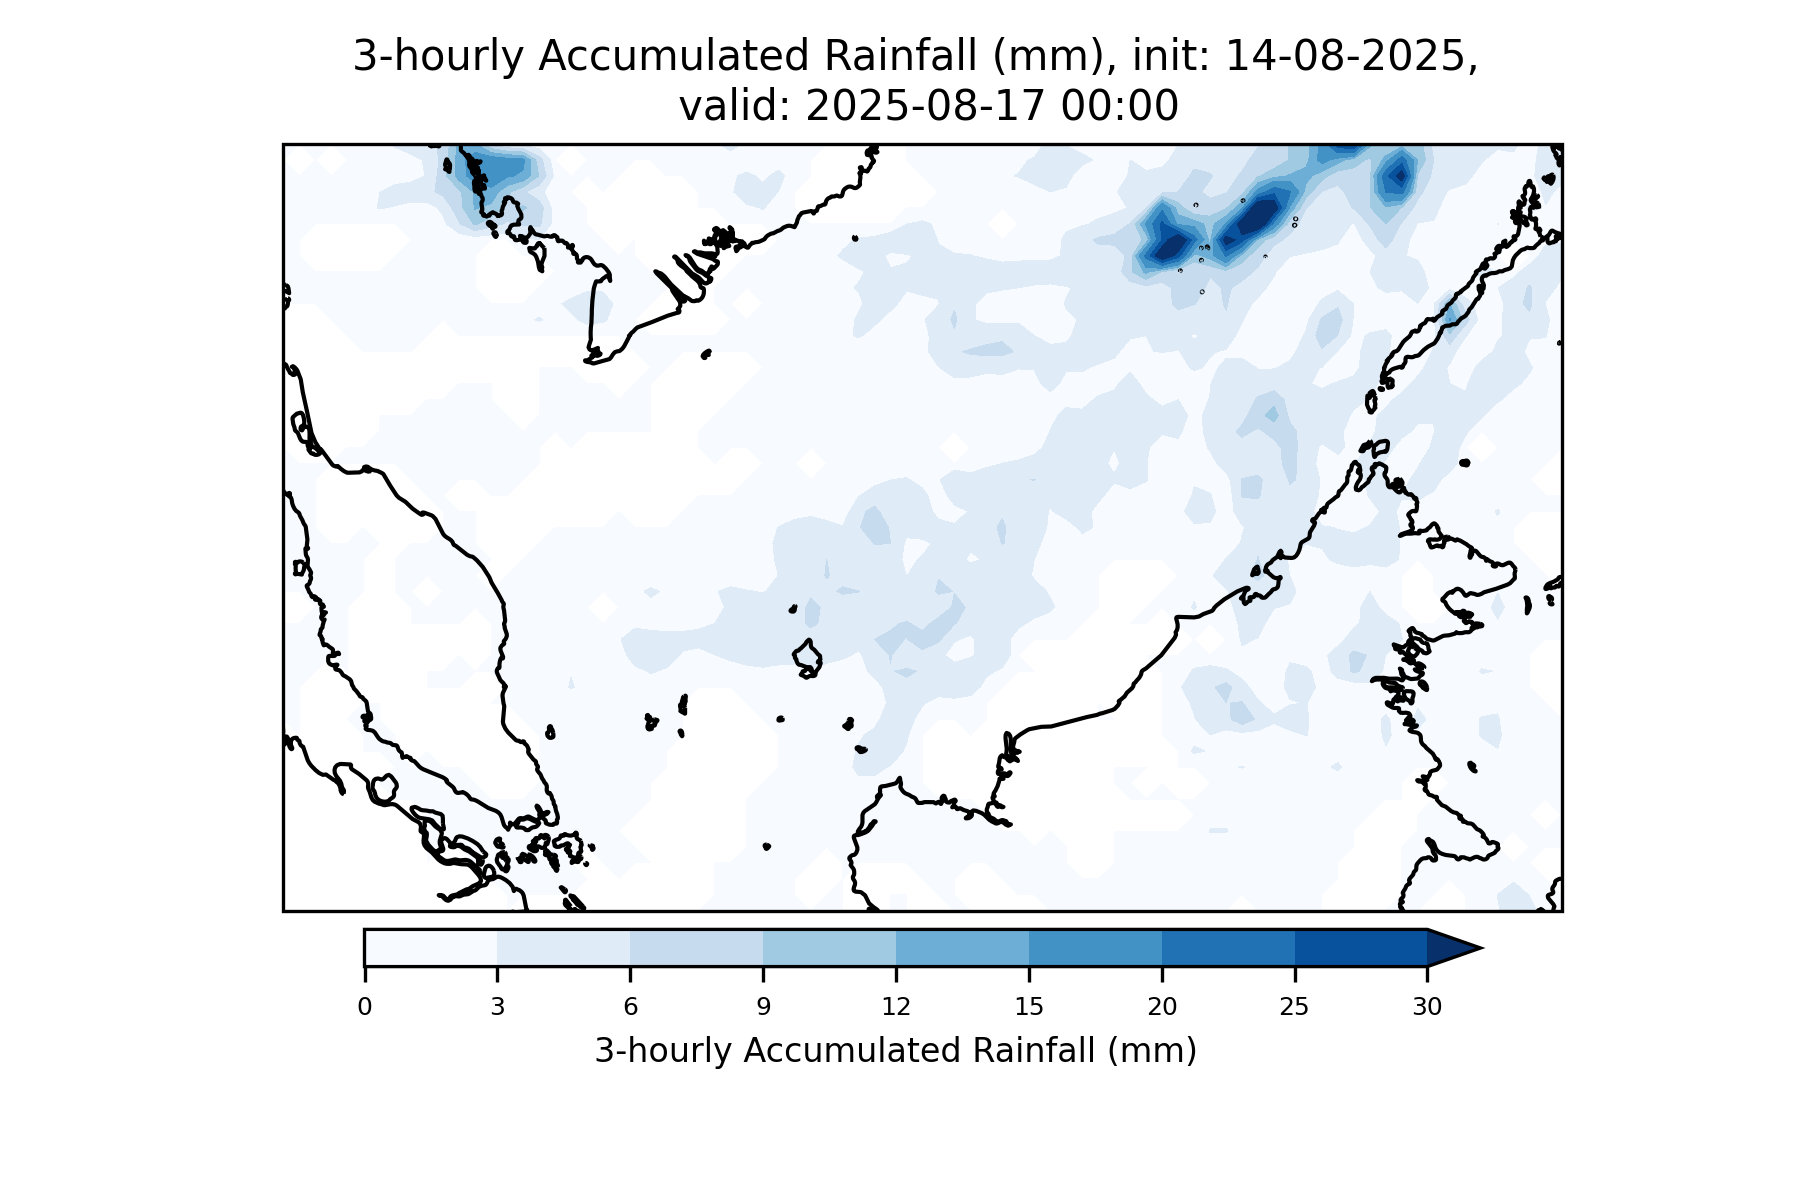 3-hourly Accumulated Rainfall (mm), init: 14-08-2025,
valid: 2025-08-17 00:00
0 3 6 9 12 15 20 25 30
3-hourly Accumulated Rainfall (mm)